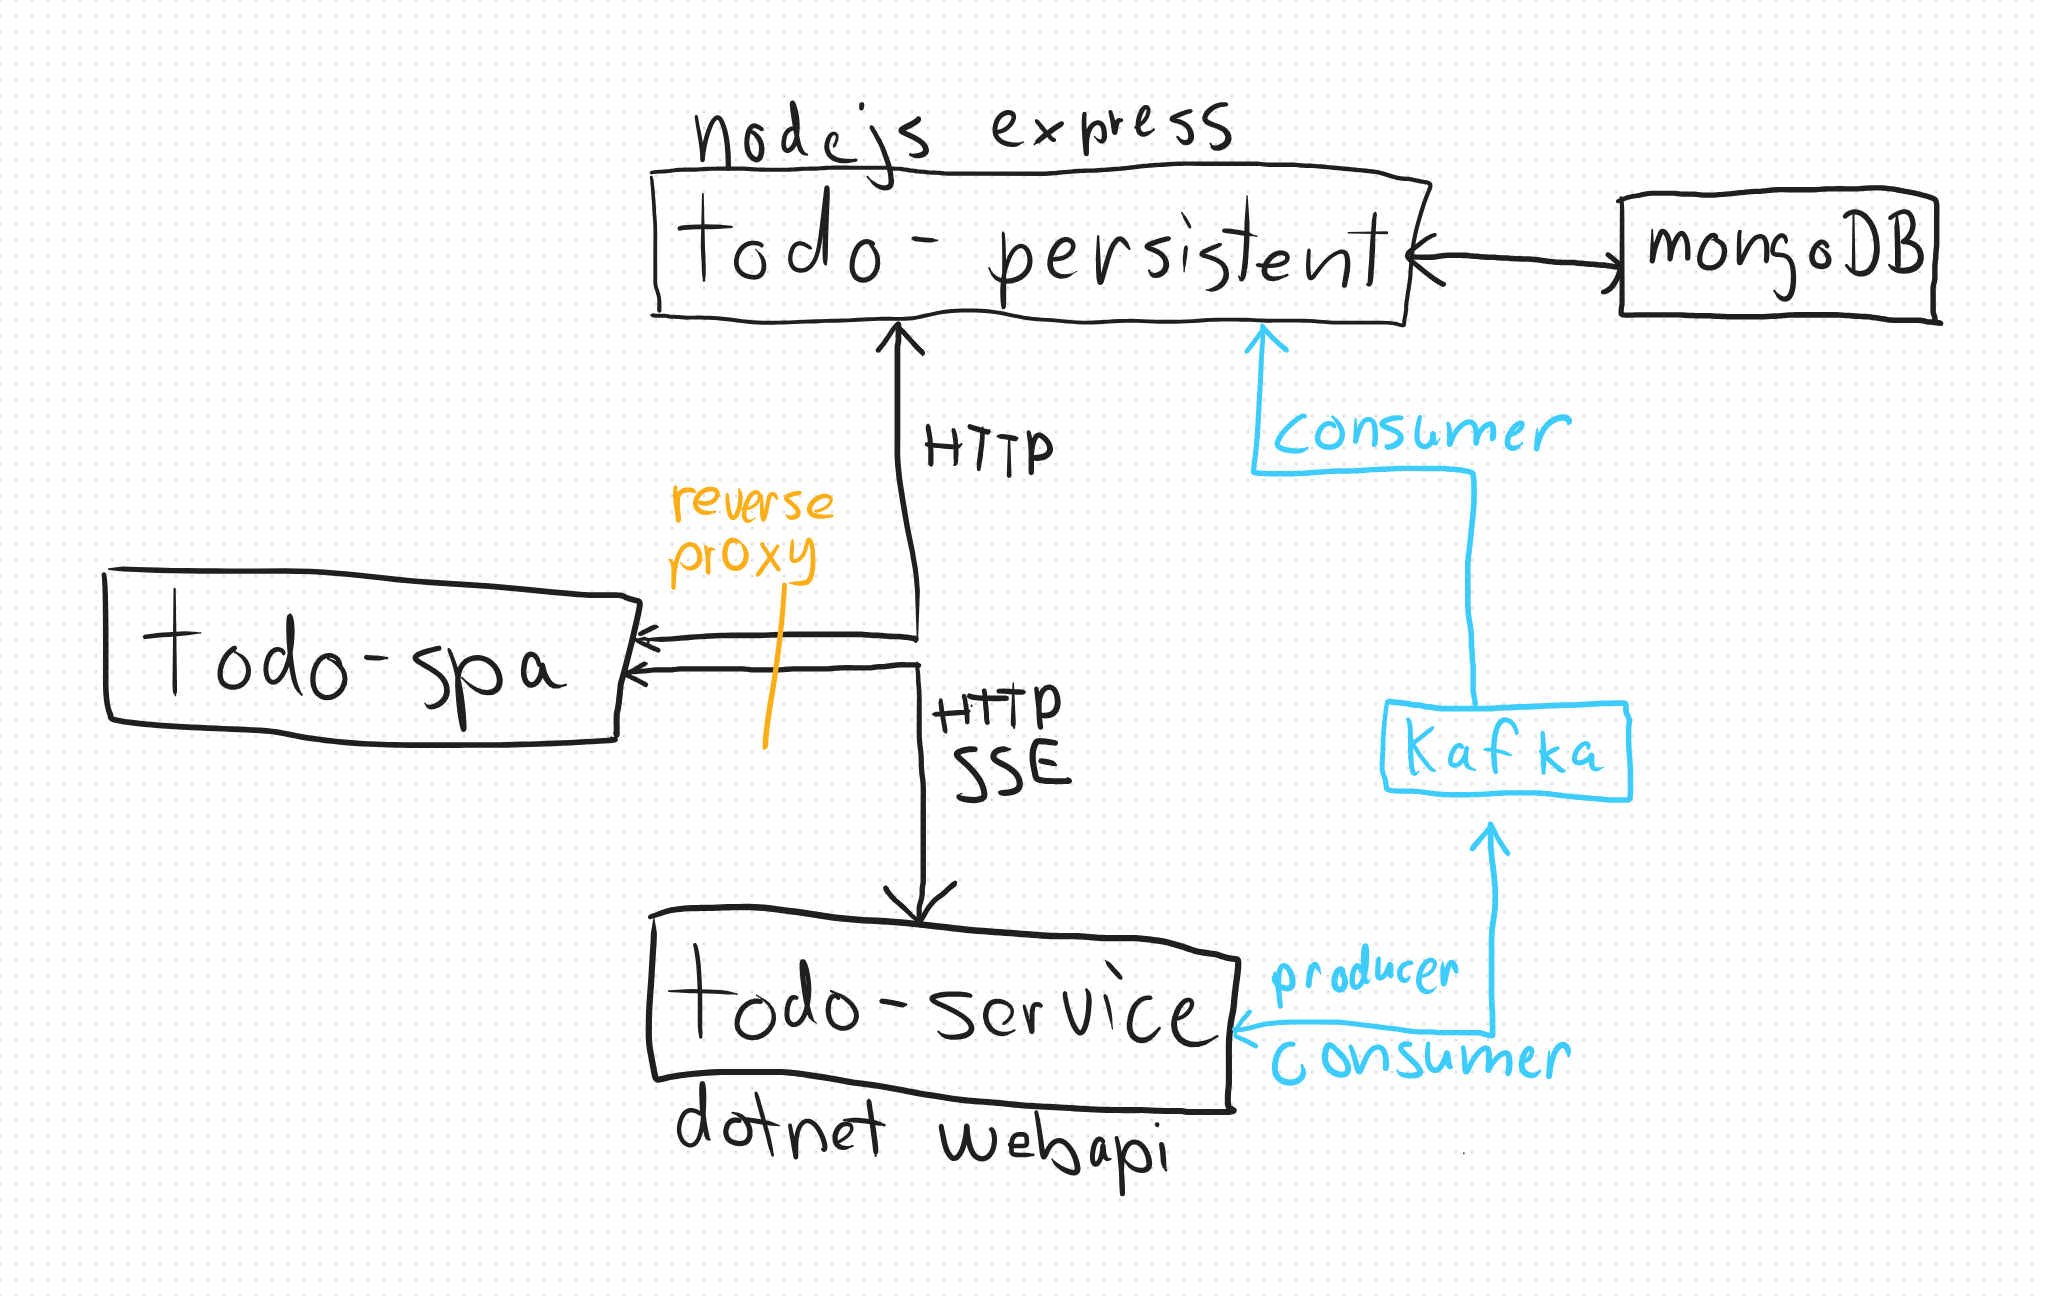 nodejs express
todo-persistent
mongoDB
consumer
HTTP
reverse
proxy
todo-spa
HTTP
SSE
Kafka
producer
todo-service
consumer
dotnet webapi